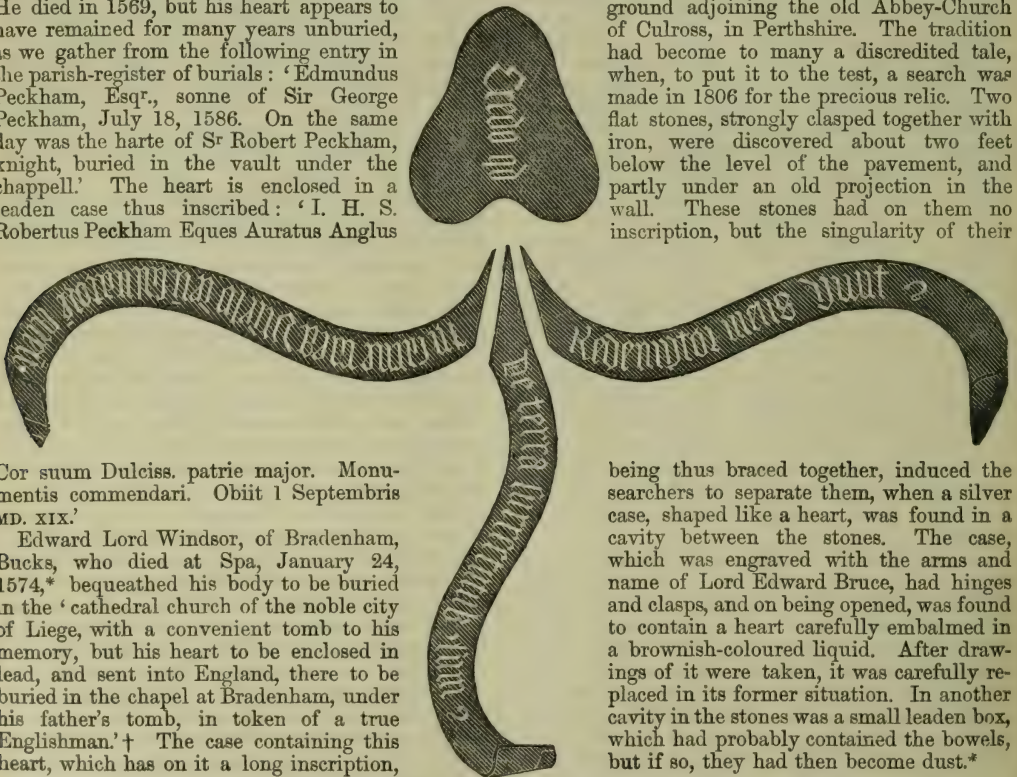 He died in 1569, but his heart appears to
have remained for many years unburied,
as we gather from the following entry in
the parish-register of burials: ‘Edmundus
Peckham, Esqr., sonne of Sir George
Peckham, July 18, 1586. On the same
day was the harte of Sr Robert Peckham,
knight, buried in the vault under the
chappell.’ The heart is enclosed in a
leaden case thus inscribed: ‘I. H. S.
Robertus Peckham Eques Auratus Anglus
Cor suum Dulciss. patrie major. Monu-
mentis commendari. Obiit 1 Septembris
MD. XIX.’
Edward Lord Windsor, of Bradenham,
Bucks, who died at Spa, January 24,
1574,* bequeathed his body to be buried
in the ‘cathedral church of the noble city
of Liege, with a convenient tomb to his
memory, but his heart to be enclosed in
lead, and sent into England, there to be
buried in the chapel at Bradenham, under
his father's tomb, in token of a true
Englishman.’† The case containing this
heart, which has on it a long inscription,
Credo qd
Redemptor meus
De terra
in carne mea
ground adjoining the old Abbey-Church
of Culross, in Perthshire. The tradition
had become to many a discredited tale,
when, to put it to the test, a search was
made in 1806 for the precious relic. Two
flat stones, strongly clasped together with
iron, were discovered about two feet
below the level of the pavement, and
partly under an old projection in the
wall. These stones had on them no
inscription, but the singularity of their
being thus braced together, induced the
searchers to separate them, when a silver
case, shaped like a heart, was found in a
cavity between the stones. The case,
which was engraved with the arms and
name of Lord Edward Bruce, had hinges
and clasps, and on being opened, was found
to contain a heart carefully embalmed in
a brownish-coloured liquid. After draw-
ings of it were taken, it was carefully re-
placed in its former situation. In another
cavity in the stones was a small leaden box,
which had probably contained the bowels,
but if so, they had then become dust.*